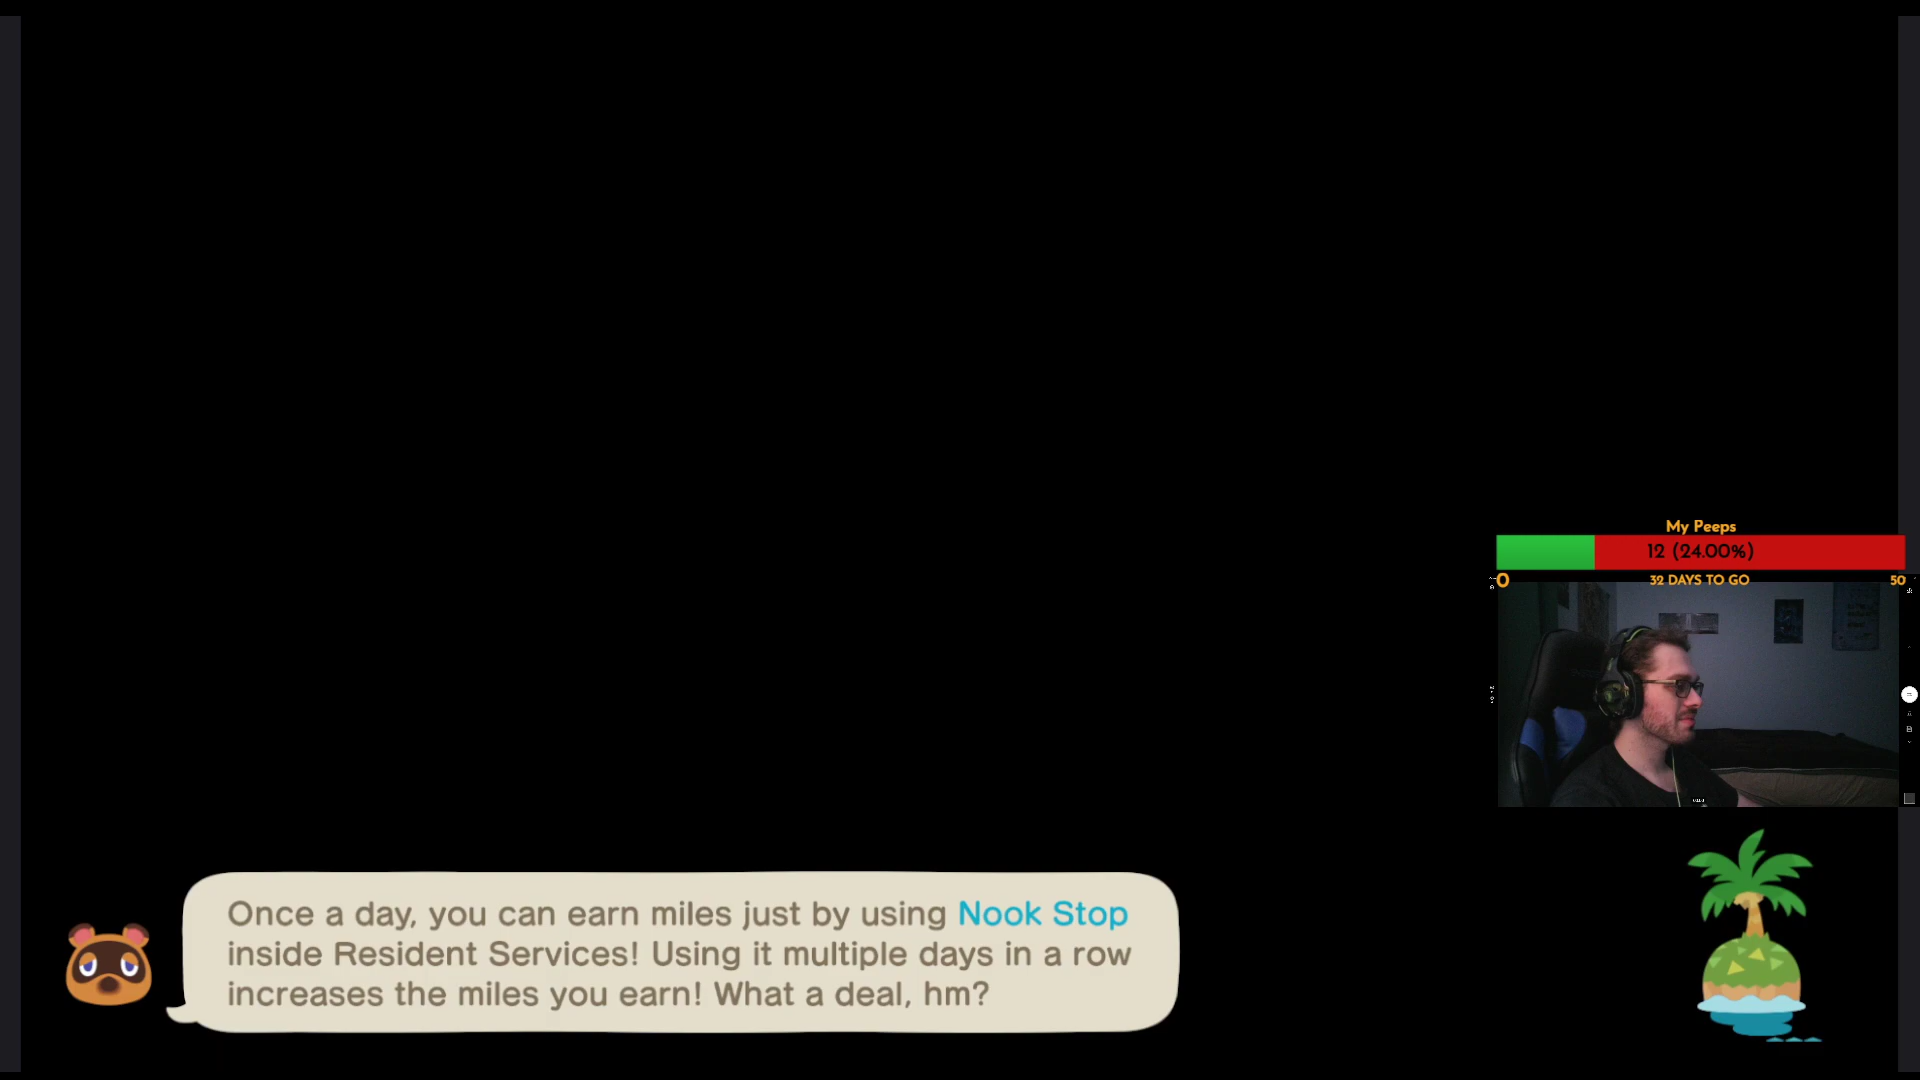 My Peeps
12 (24.00%)
0 32 DAYS TO GO 50
Once a day, you can earn miles just by using Nook Stop
inside Resident Services! Using it multiple days in a row
increases the miles you earn! What a deal, hm?